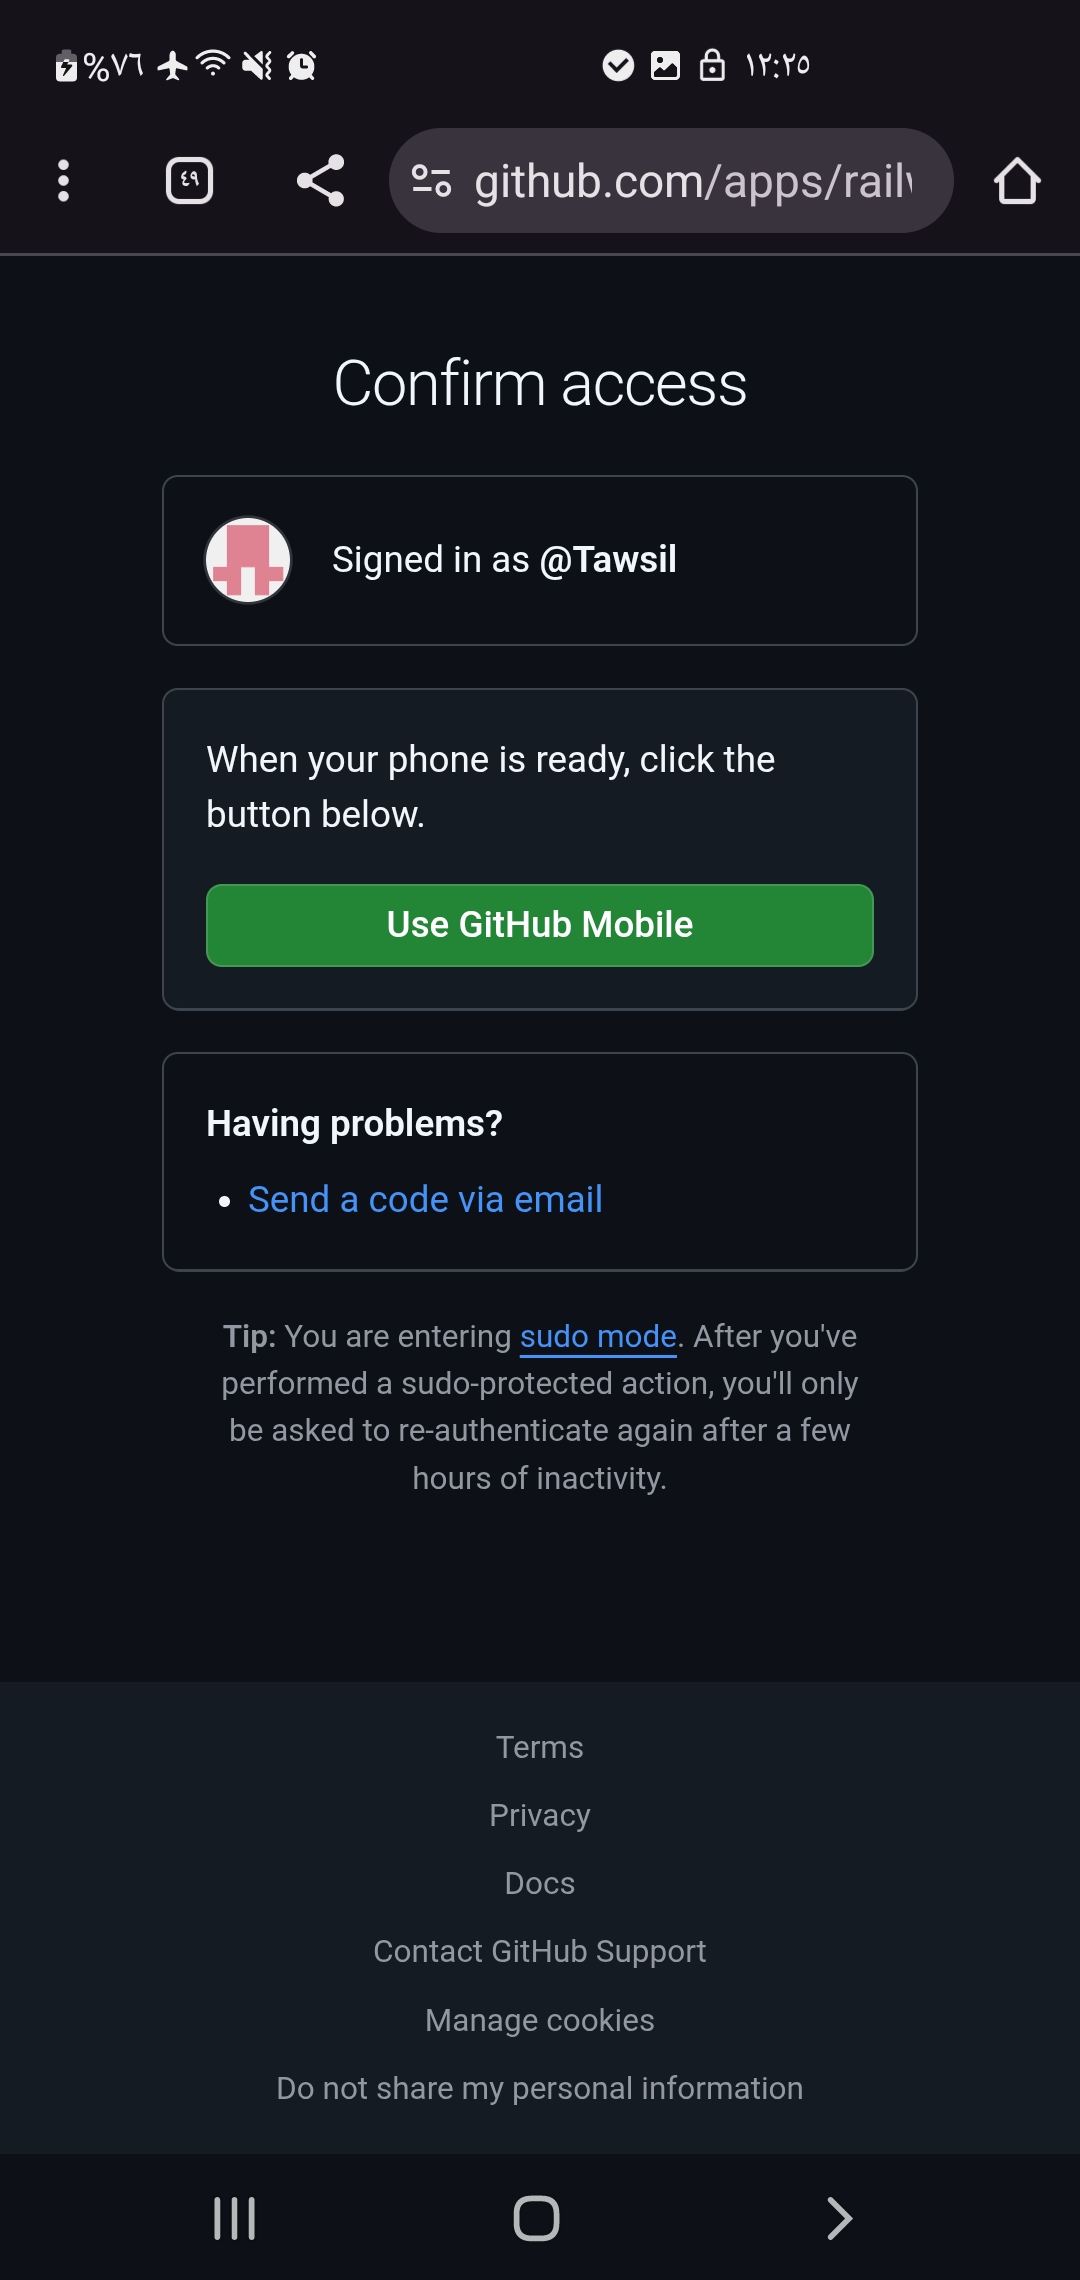 %٧٦ ١٢:٢٥
٤٩ github.com/apps/rail
Confirm access
Signed in as @Tawsil
When your phone is ready, click the
button below.
Use GitHub Mobile
Having problems?
• Send a code via email
Tip: You are entering sudo mode. After you've
performed a sudo-protected action, you'll only
be asked to re-authenticate again after a few
hours of inactivity.
Terms
Privacy
Docs
Contact GitHub Support
Manage cookies
Do not share my personal information